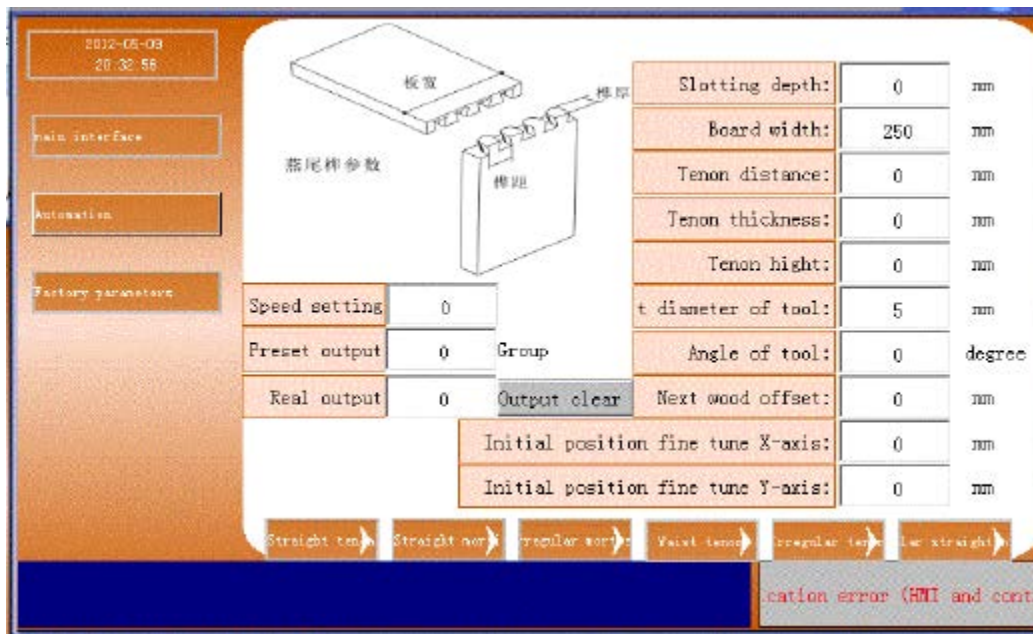 2012-05-09
20:32:56
main interface
Automation
Factory parameters
板宽
榫厚
燕尾榫参数
榫距
Slotting depth: 0 mm
Board width: 250 mm
Tenon distance: 0 mm
Tenon thickness: 0 mm
Tenon hight: 0 mm
t diameter of tool: 5 mm
Angle of tool: 0 degree
Next wood offset: 0 mm
Initial position fine tune X-axis: 0 mm
Initial position fine tune Y-axis: 0 mm
Speed setting 0
Preset output 0 Group
Real output 0 Output clear
Straight tenon
Straight mort
rregular mortes
Waist tenon
rregular tenon
lar straight
cation error (HMI and cont